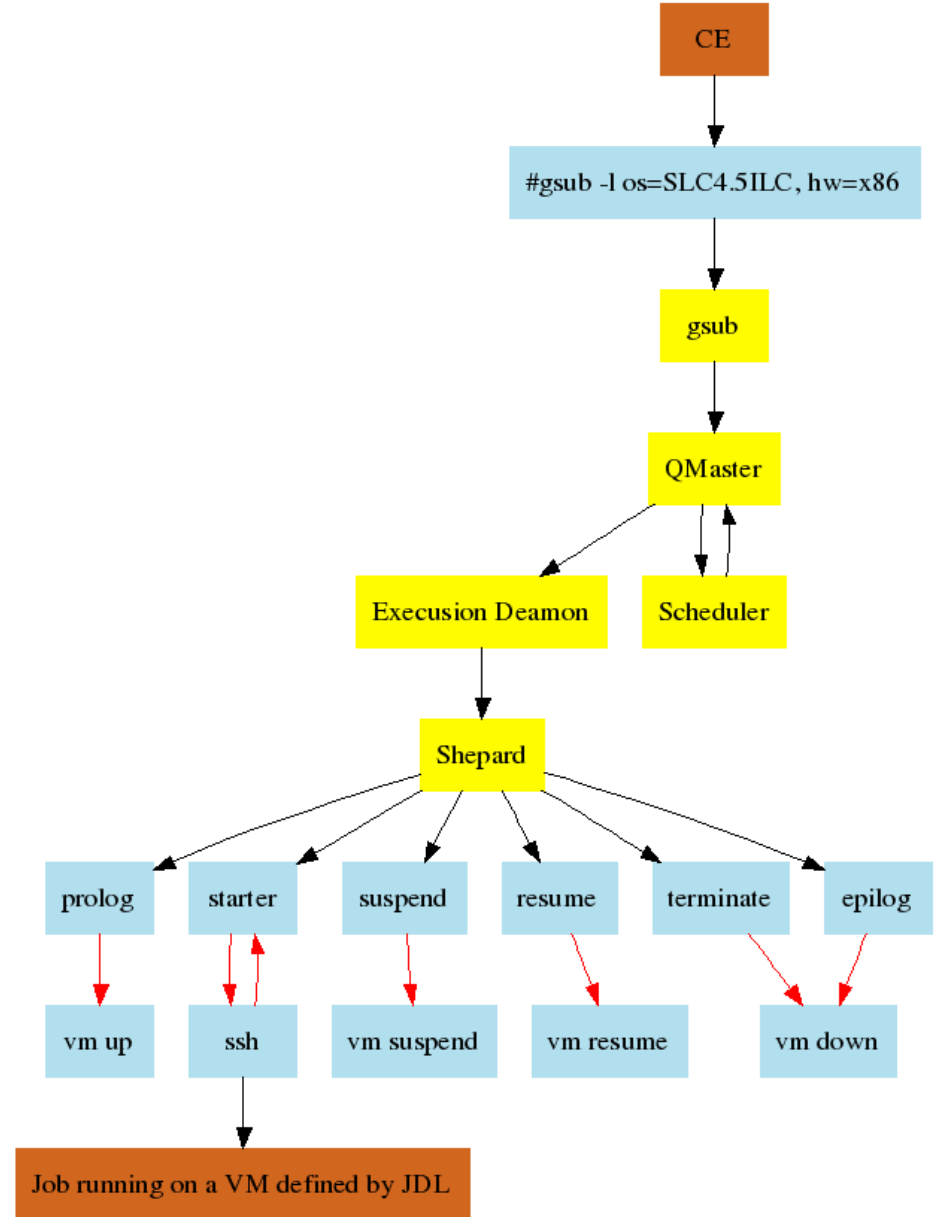 CE
#gsub -l os=SLC4.5ILC, hw=x86
gsub
QMaster
Execusion Deamon
Scheduler
Shepard
prolog
starter
suspend
resume
terminate
epilog
vm up
ssh
vm suspend
vm resume
vm down
Job running on a VM defined by JDL